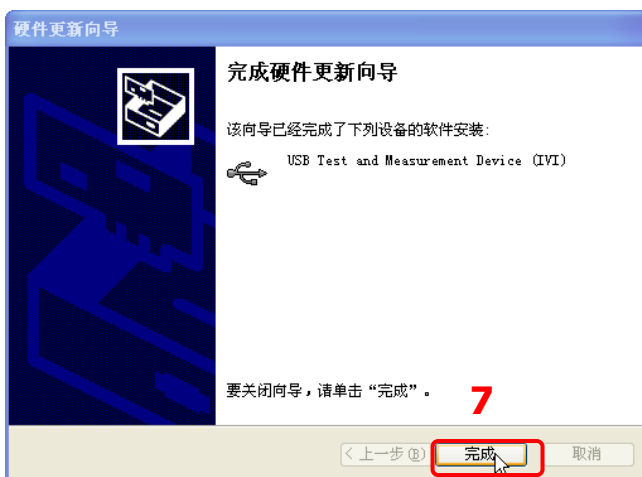 硬件更新向导
完成硬件更新向导
该向导已经完成了下列设备的软件安装:
USB Test and Measurement Device (IVI)
要关闭向导，请单击“完成”。
7
< 上一步(B)
完成
取消